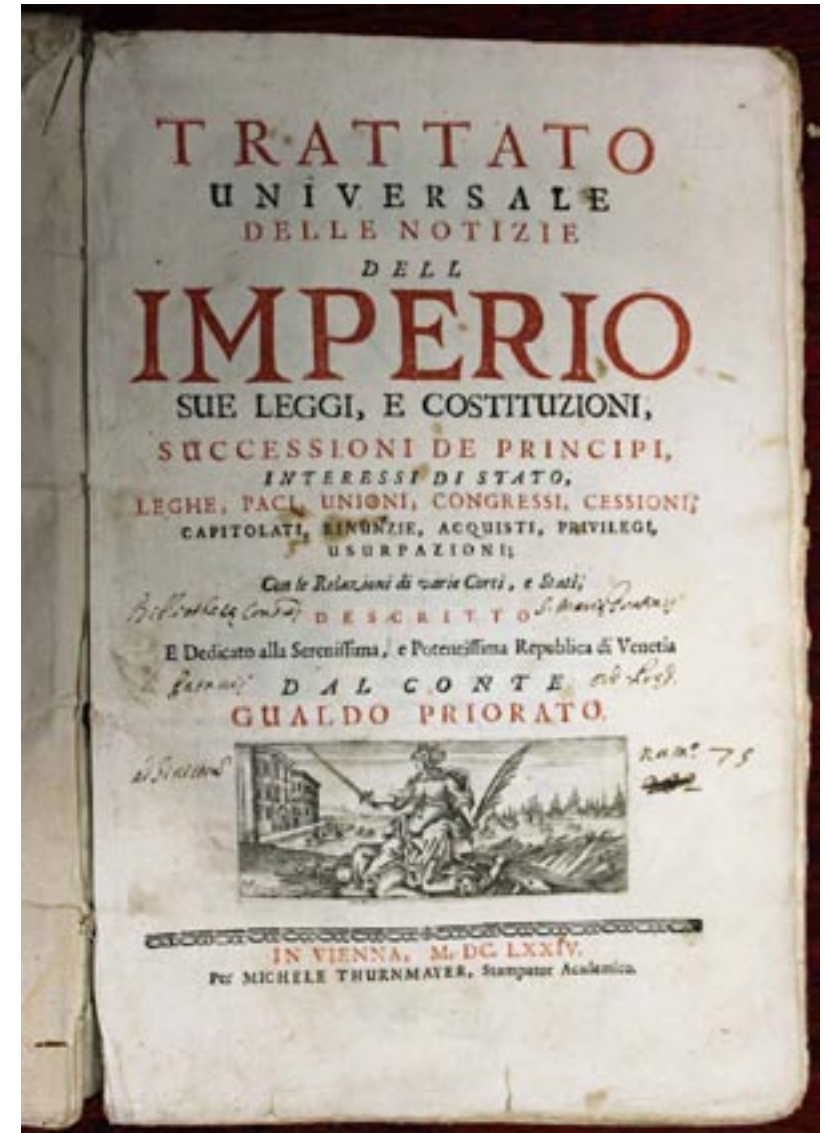 TRATTATO
UNIVERSALE
DELLE NOTIZIE
DELL
IMPERIO
SUE LEGGI, E COSTITUZIONI,
SUCCESSIONI DE PRINCIPI,
INTERESSI DI STATO,
LEGHE, PACI, UNIONI, CONGRESSI, CESSIONI;
CAPITOLATI, RINUNZIE, ACQUISTI, PRIVILEGI,
USURPAZIONI;
Con le Relazioni di varie Corti, e Stati;
DESCRITTO
E Dedicato alla Serenissima, e Potentissima Republica di Venetia
DAL CONTE
GUALDO PRIORATO.
num.º 75
IN VIENNA, M. DC. LXXIV.
Per MICHELE THURNMAYER, Stampator Academico.